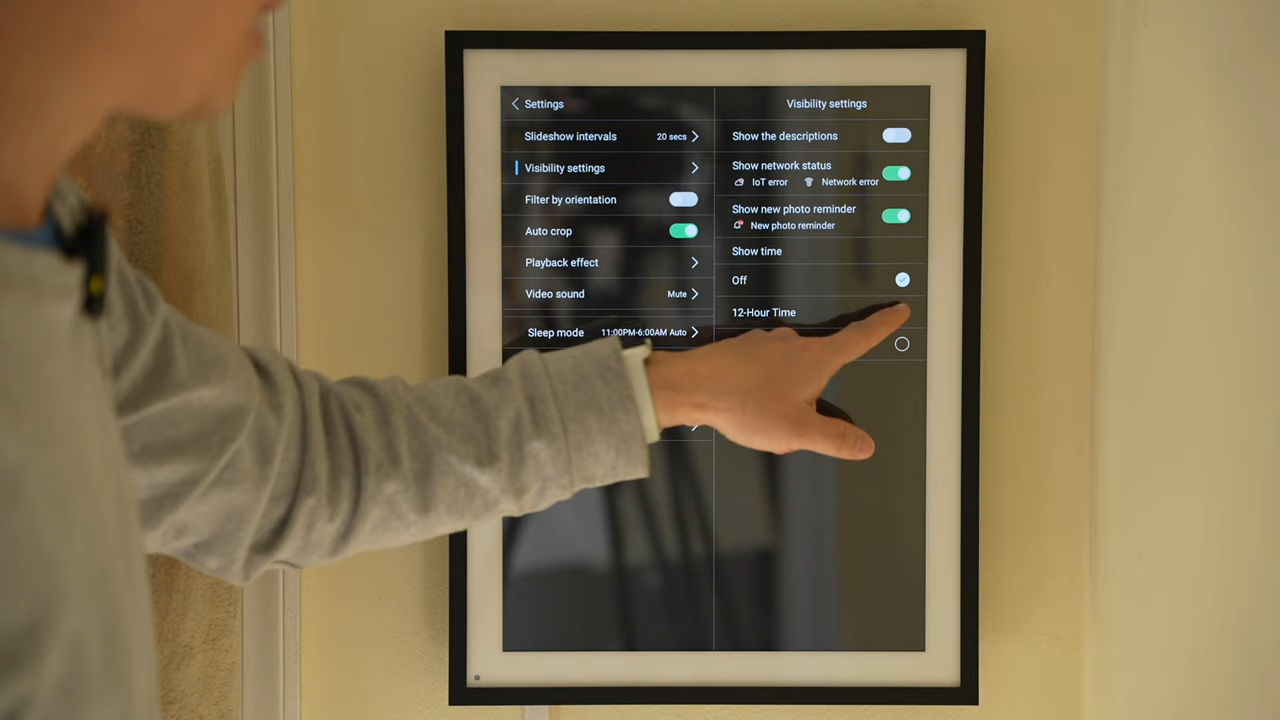 Settings
Slideshow intervals 20 secs
Visibility settings
Filter by orientation
Auto crop
Playback effect
Video sound Mute
Sleep mode 11:00PM-6:00AM Auto
Visibility settings
Show the descriptions
Show network status
IoT error Network error
Show new photo reminder
New photo reminder
Show time
Off
12-Hour Time